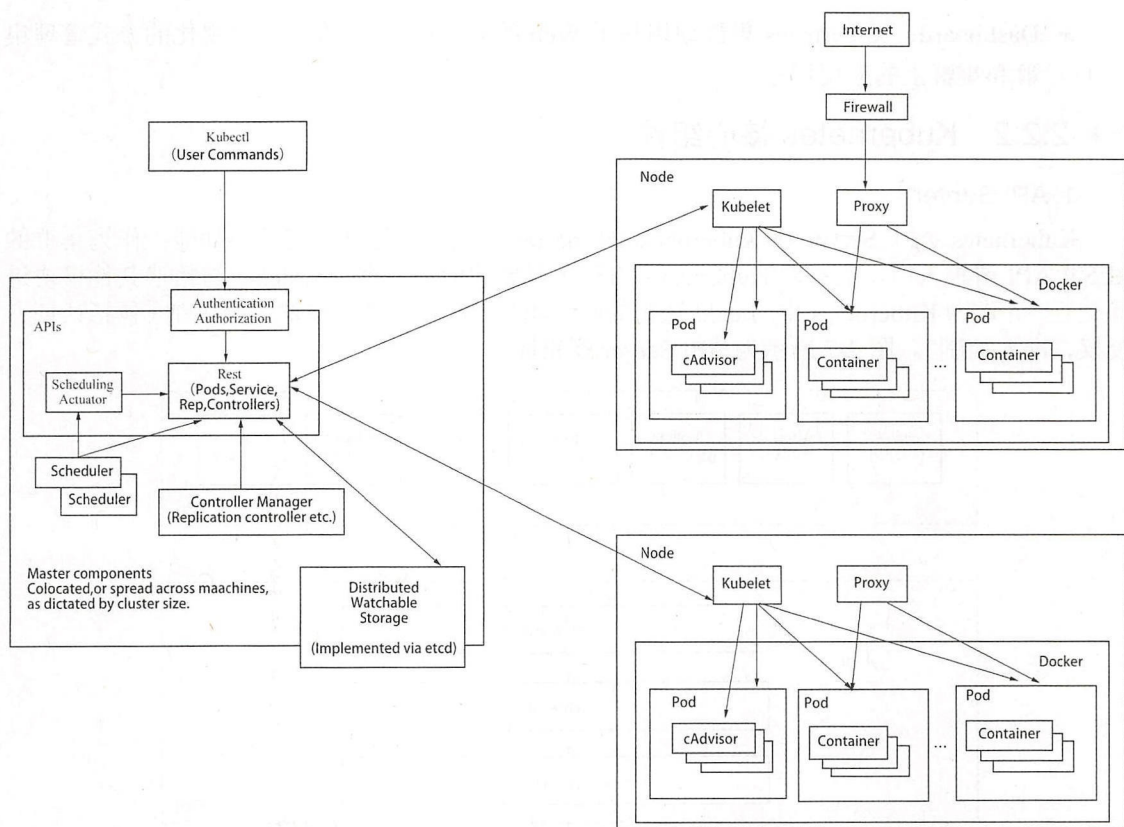 Internet
Firewall
Kubectl
(User Commands)
Node
Kubelet
Proxy
Docker
Pod
cAdvisor
Pod
Container
...
Pod
Container
Authentication
Authorization
APIs
Scheduling
Actuator
Rest
(Pods,Service,
Rep,Controllers)
Scheduler
Scheduler
Controller Manager
(Replication controller etc.)
Master components
Colocated,or spread across maachines,
as dictated by cluster size.
Distributed
Watchable
Storage
(Implemented via etcd)
Node
Kubelet
Proxy
Docker
Pod
cAdvisor
Pod
Container
...
Pod
Container